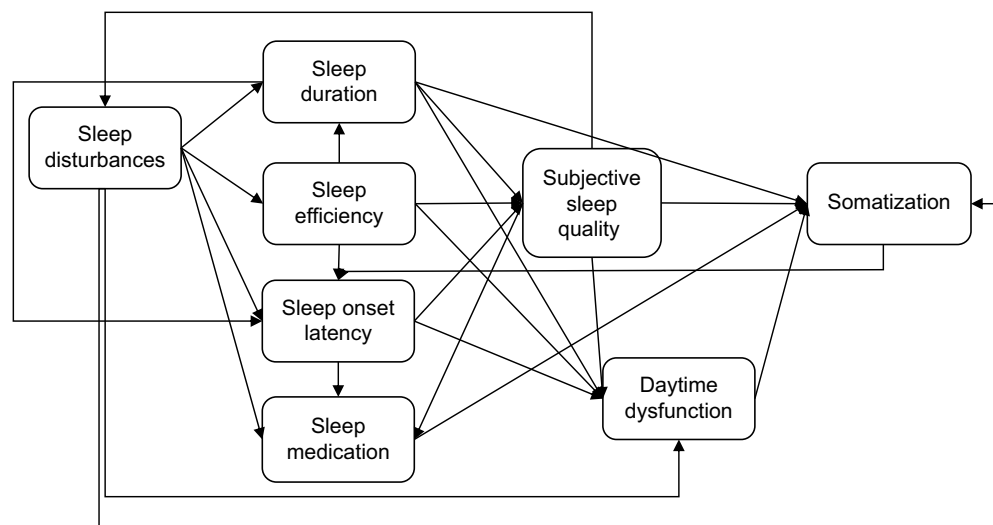 Sleep
duration
Sleep
disturbances
Sleep
efficiency
Subjective
sleep
quality
Somatization
Sleep onset
latency
Daytime
dysfunction
Sleep
medication